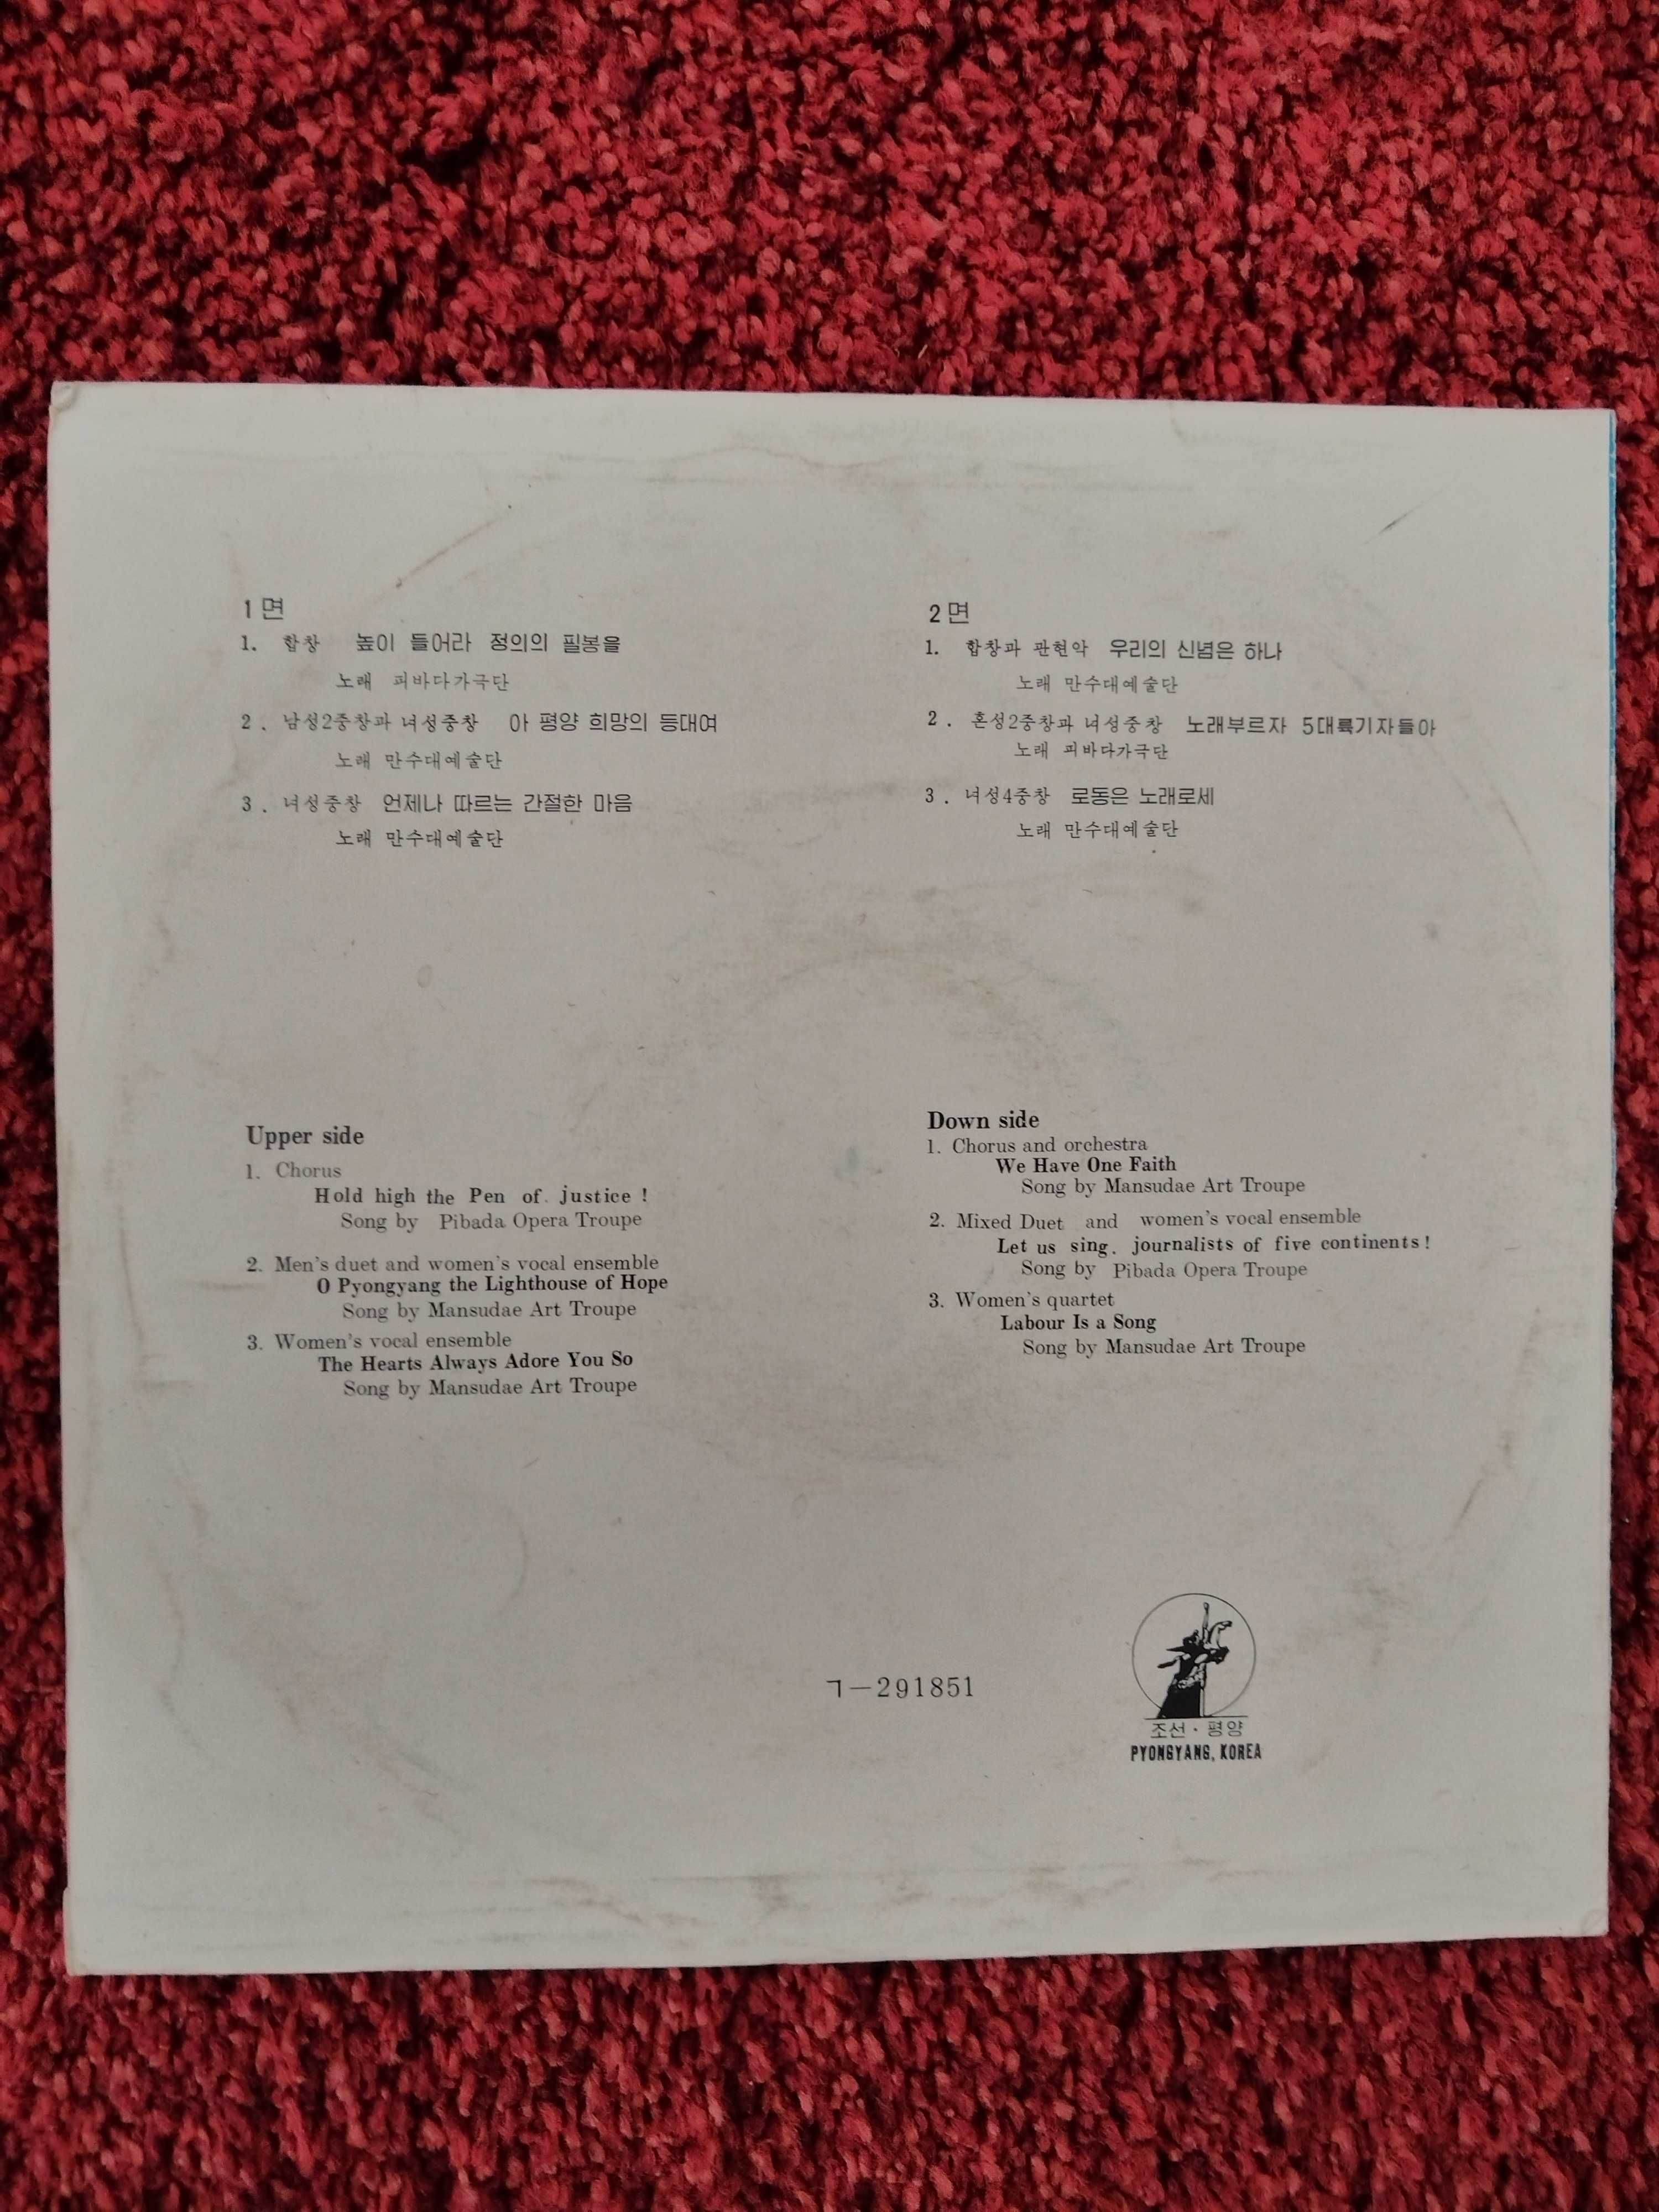 1면
1. 합창 높이 들어라 정의의 필봉을
노래 피바다가극단
2. 남성2중창과 녀성중창 아 평양 희망의 등대여
노래 만수대예술단
3. 녀성중창 언제나 따르는 간절한 마음
노래 만수대예술단
2면
1. 합창과 관현악 우리의 신념은 하나
노래 만수대예술단
2. 혼성2중창과 녀성중창 노래부르자 5대륙기자들아
노래 피바다가극단
3. 녀성4중창 로동은 노래로세
노래 만수대예술단
Upper side
1. Chorus
Hold high the Pen of. justice !
Song by Pibada Opera Troupe
2. Men's duet and women's vocal ensemble
O Pyongyang the Lighthouse of Hope
Song by Mansudae Art Troupe
3. Women's vocal ensemble
The Hearts Always Adore You So
Song by Mansudae Art Troupe
Down side
1. Chorus and orchestra
We Have One Faith
Song by Mansudae Art Troupe
2. Mixed Duet and women's vocal ensemble
Let us sing. journalists of five continents!
Song by Pibada Opera Troupe
3. Women's quartet
Labour Is a Song
Song by Mansudae Art Troupe
ㄱ—291851
조선·평양
PYONGYANG, KOREA